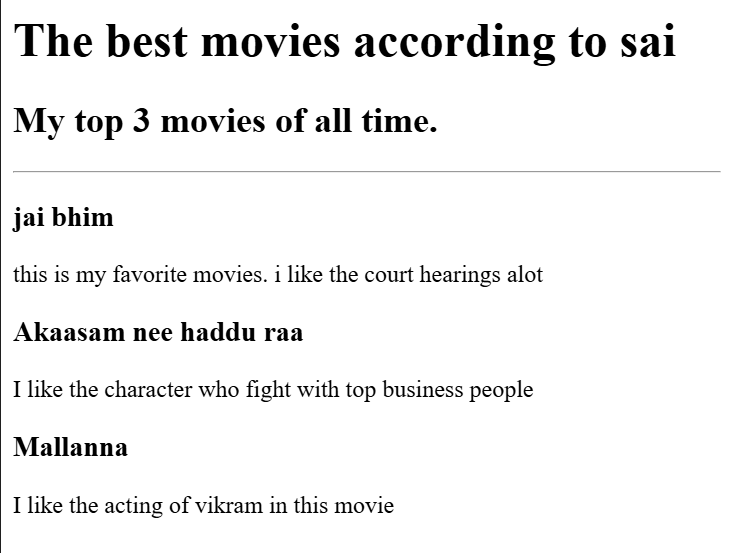 The best movies according to sai
My top 3 movies of all time.
jai bhim
this is my favorite movies. i like the court hearings alot
Akaasam nee haddu raa
I like the character who fight with top business people
Mallanna
I like the acting of vikram in this movie